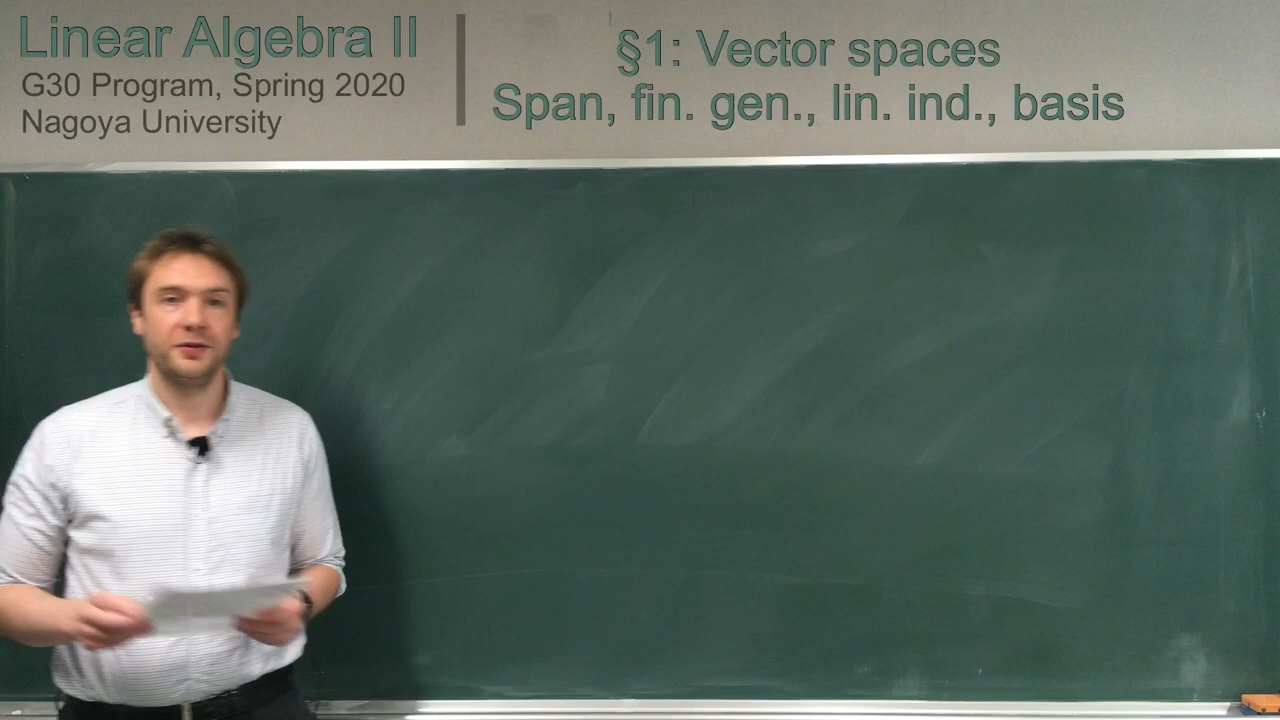 Linear Algebra II
G30 Program, Spring 2020
Nagoya University
§1: Vector spaces
Span, fin. gen., lin. ind., basis